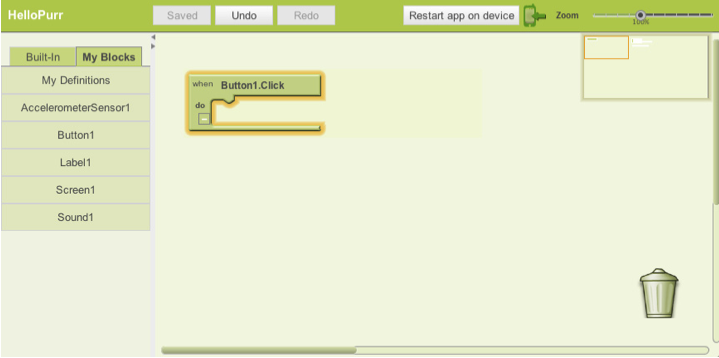 HelloPurr Saved Undo Redo Restart app on device Zoom
100%
Built-In My Blocks
My Definitions
AccelerometerSensor1
Button1
Label1
Screen1
Sound1
when Button1.Click
do